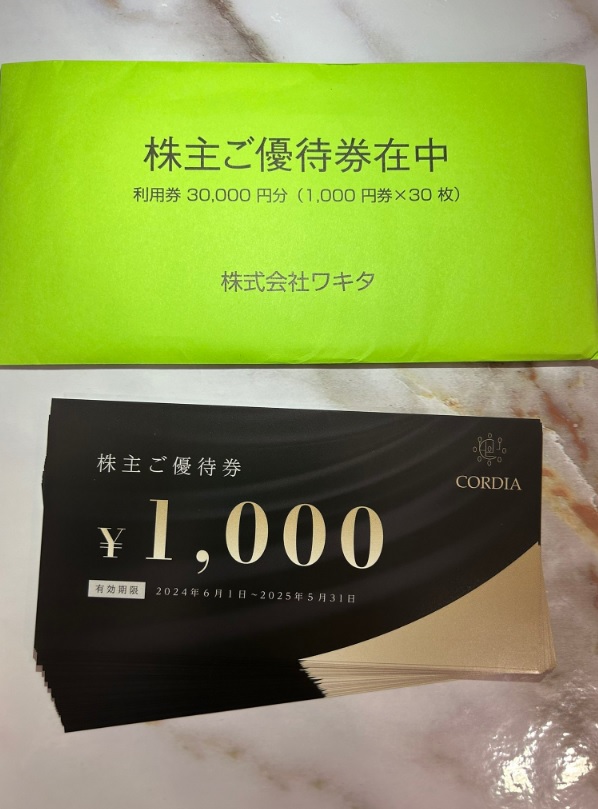 株主ご優待券在中
利用券 30,000 円分（1,000 円券×30 枚）
株式会社ワキタ
株主ご優待券
CORDIA
¥1,000
有効期限 2024年6月1日~2025年5月31日